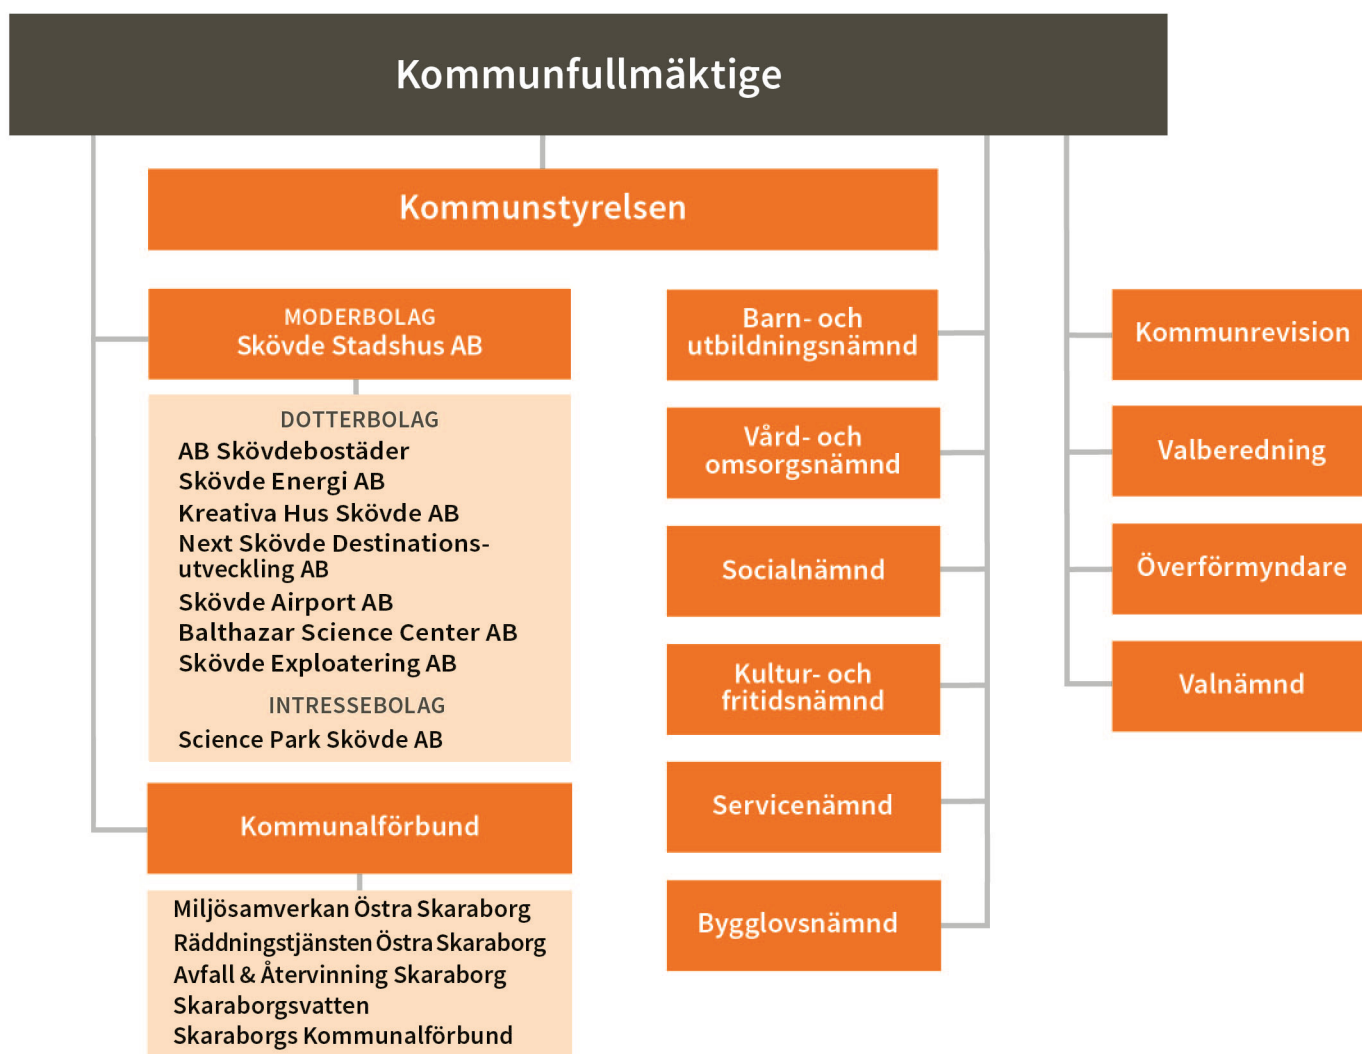 Kommunfullmäktige
Kommunstyrelsen
MODERBOLAG
Skövde Stadshus AB
DOTTERBOLAG
AB Skövdebostäder
Skövde Energi AB
Kreativa Hus Skövde AB
Next Skövde Destinations-
utveckling AB
Skövde Airport AB
Balthazar Science Center AB
Skövde Exploatering AB
INTRESSEBOLAG
Science Park Skövde AB
Kommunalförbund
Miljösamverkan Östra Skaraborg
Räddningstjänsten Östra Skaraborg
Avfall & Återvinning Skaraborg
Skaraborgsvatten
Skaraborgs Kommunalförbund
Barn- och
utbildningsnämnd
Vård- och
omsorgsnämnd
Socialnämnd
Kultur- och
fritidsnämnd
Servicenämnd
Bygglovsnämnd
Kommunrevision
Valberedning
Överförmyndare
Valnämnd